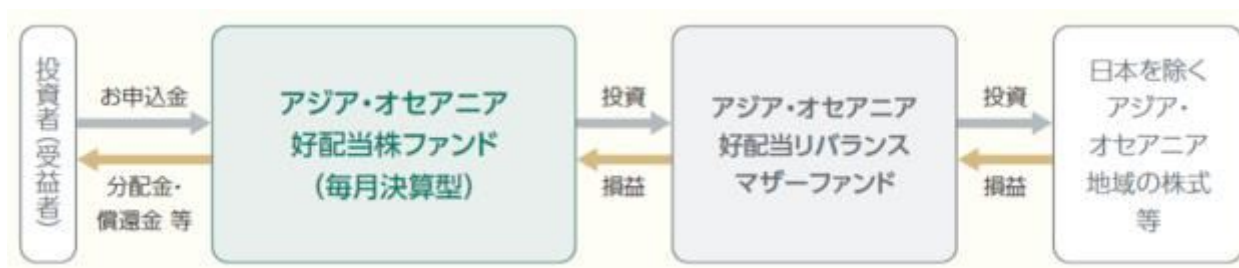 投資者(受益者)
お申込金
分配金・
償還金 等
アジア・オセアニア
好配当株ファンド
(毎月決算型)
投資
損益
アジア・オセアニア
好配当リバランス
マザーファンド
投資
損益
日本を除く
アジア・
オセアニア
地域の株式
等